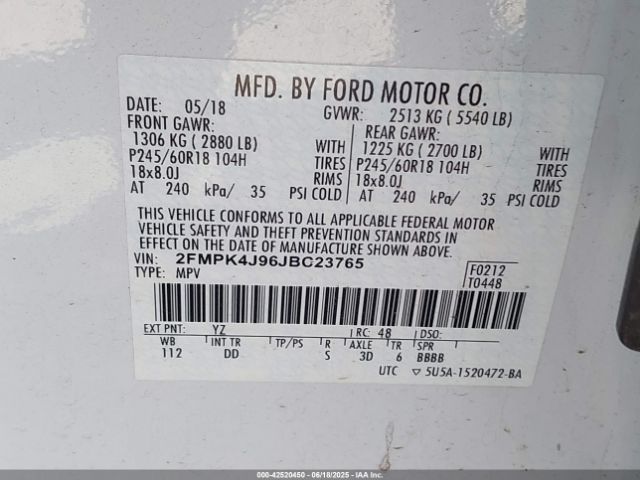 MFD. BY FORD MOTOR CO.
DATE: 05/18 GVWR: 2513 KG ( 5540 LB)
FRONT GAWR: REAR GAWR:
1306 KG ( 2880 LB) WITH 1225 KG ( 2700 LB) WITH
P245/60R18 104H TIRES P245/60R18 104H TIRES
18x8.0J RIMS 18x8.0J RIMS
AT 240 kPa/ 35 PSI COLD AT 240 kPa/ 35 PSI COLD
THIS VEHICLE CONFORMS TO ALL APPLICABLE FEDERAL MOTOR
VEHICLE SAFETY AND THEFT PREVENTION STANDARDS IN
EFFECT ON THE DATE OF MANUFACTURE SHOWN ABOVE.
VIN: 2FMPK4J96JBC23765 F0212
TYPE: MPV T0448
EXT PNT: YZ RC: 48 DSO:
WB INT TR TP/PS R AXLE TR SPR
112 DD S 3D 6 BBBB
UTC ▽ 5U5A-1520472-BA
000-42520450 - 06/18/2025 - IAA Inc.